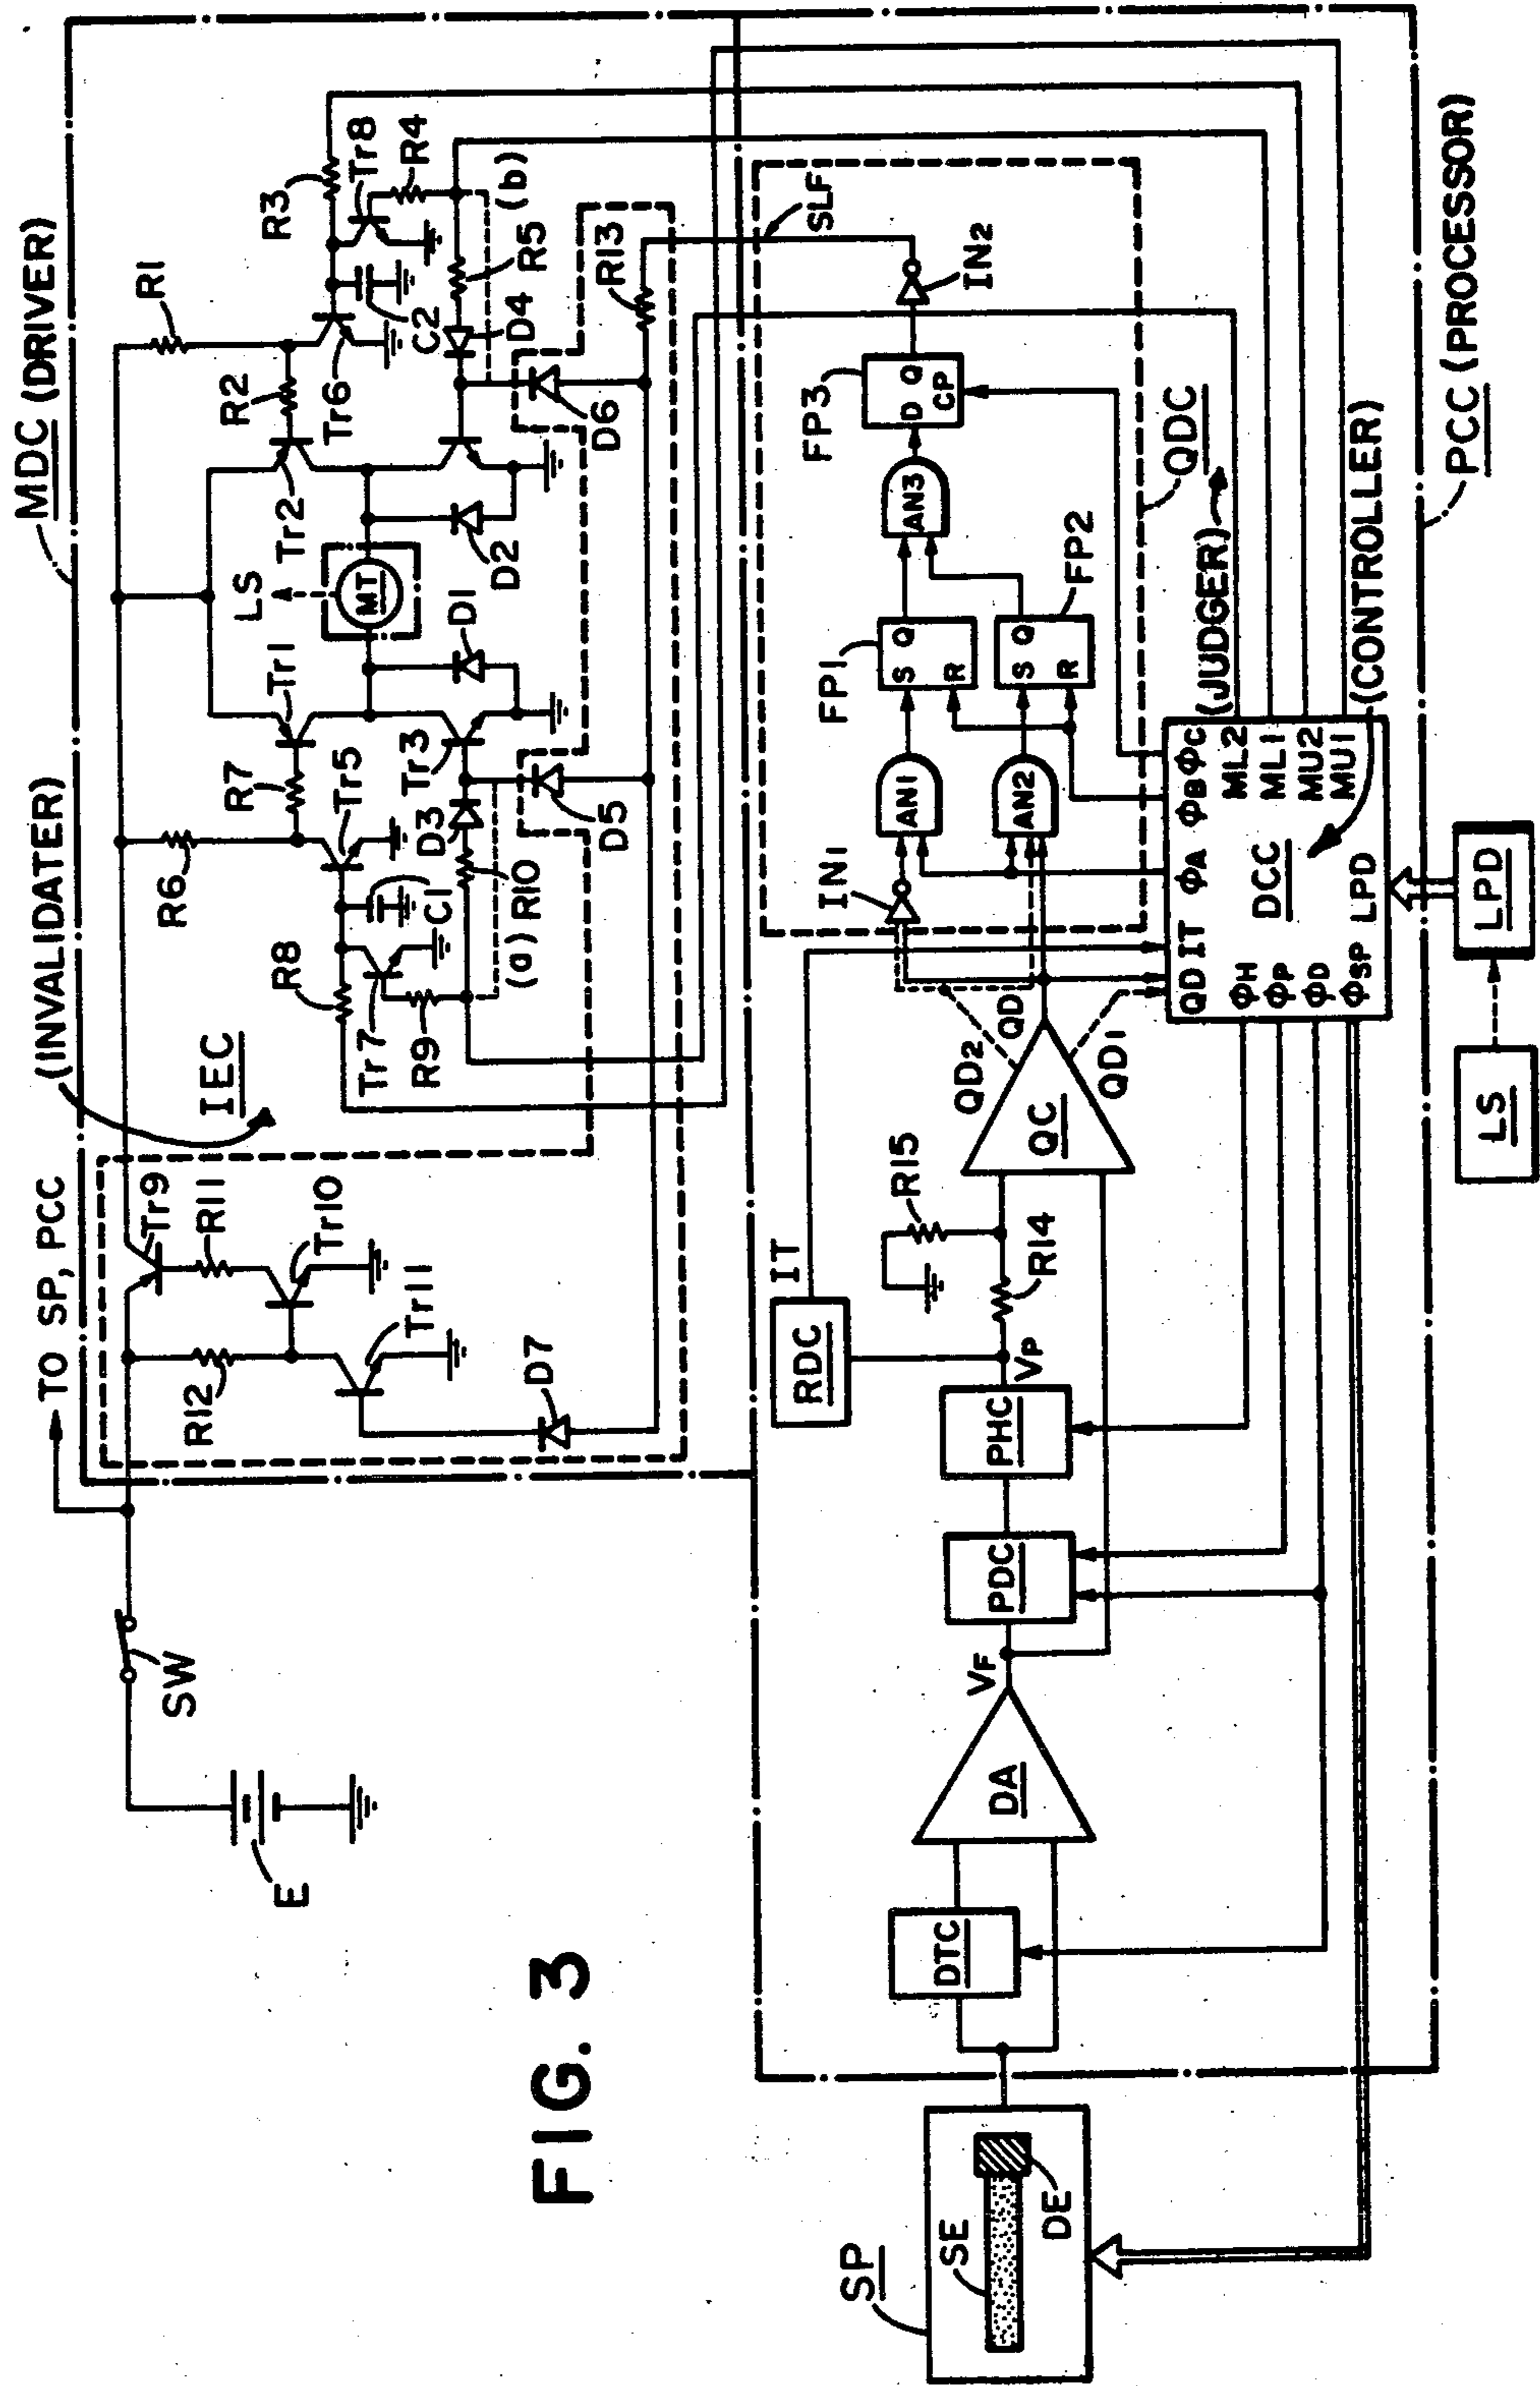 FIG. 3
E
SW
TO SP, PCC
MDC (DRIVER)
(INVALIDATER)
IEC
Tr9
R11
Tr10
R12
Tr11
D7
R6
R7
Tr1
Tr5
R8
C1
Tr7
R9
(a)
R10
D3
Tr3
D5
LS
MT
D1
D2
R1
R2
Tr2
Tr6
R3
C2
Tr8
R4
(b)
R5
D4
D6
R13
SLF
SP
SE
DE
DTC
DA
VF
PDC
PHC
VP
RDC
IT
R14
R15
QC
QD2
QD
QD1
IN1
AN1
AN2
FP1
S Q
R
FP2
S Q
R
AN3
FP3
D Q
CP
IN2
QDC
(JUDGER)
QD IT ΦA ΦB ΦC
ΦH
ΦP
ΦD
ΦSP
DCC
LPD
ML2
ML1
MU2
MU1
(CONTROLLER)
PCC (PROCESSOR)
LPD
LS